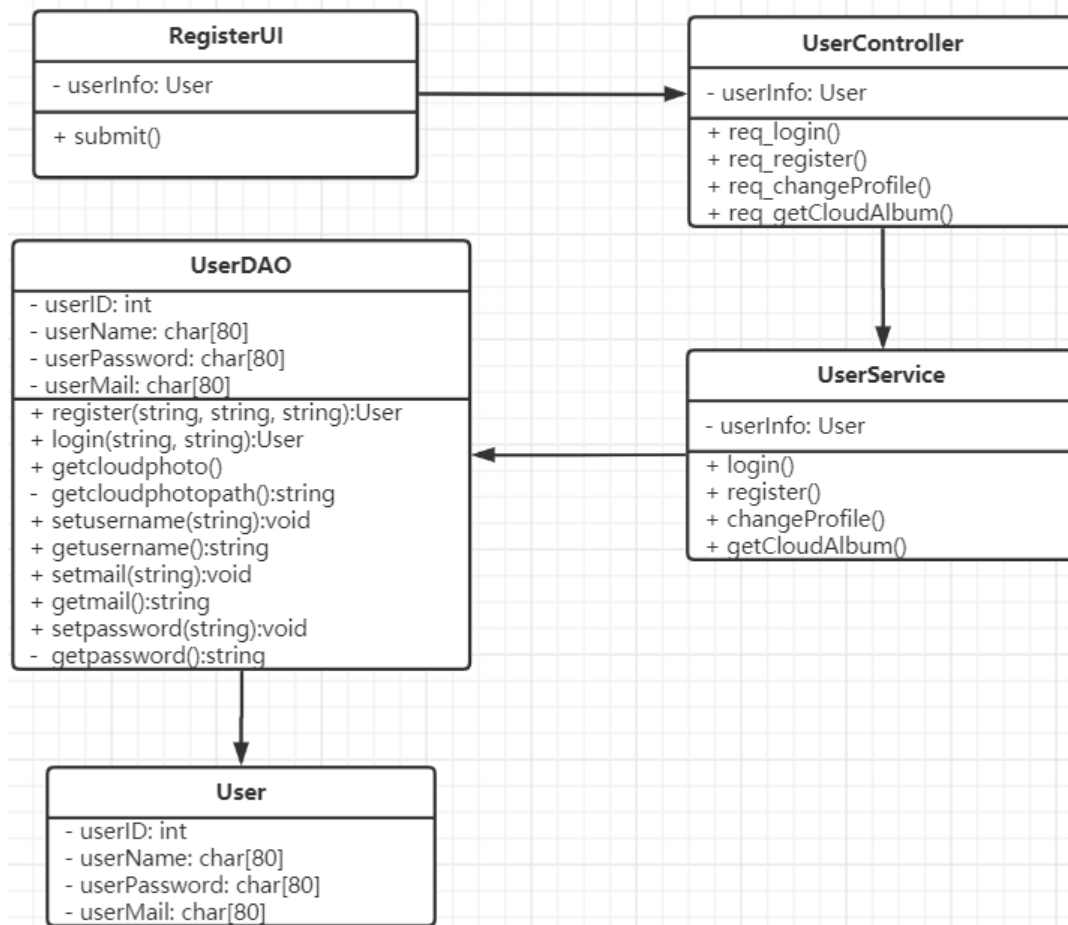 RegisterUI
- userInfo: User
+ submit()
UserController
- userInfo: User
+ req_login()
+ req_register()
+ req_changeProfile()
+ req_getCloudAlbum()
UserDAO
- userID: int
- userName: char[80]
- userPassword: char[80]
- userMail: char[80]
+ register(string, string, string):User
+ login(string, string):User
+ getcloudphoto()
- getcloudphotopath():string
+ setusername(string):void
+ getusername():string
+ setmail(string):void
+ getmail():string
+ setpassword(string):void
- getpassword():string
UserService
- userInfo: User
+ login()
+ register()
+ changeProfile()
+ getCloudAlbum()
User
- userID: int
- userName: char[80]
- userPassword: char[80]
- userMail: char[80]